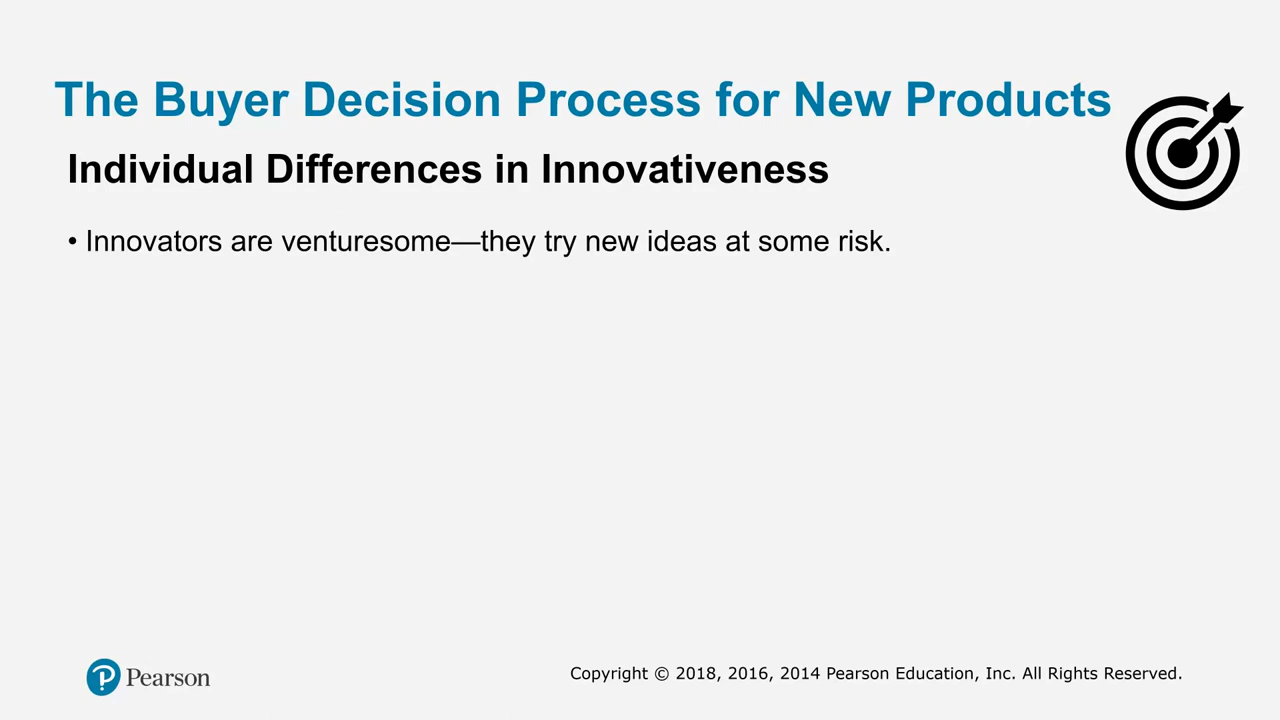 The Buyer Decision Process for New Products
Individual Differences in Innovativeness
• Innovators are venturesome—they try new ideas at some risk.
Pearson
Copyright © 2018, 2016, 2014 Pearson Education, Inc. All Rights Reserved.